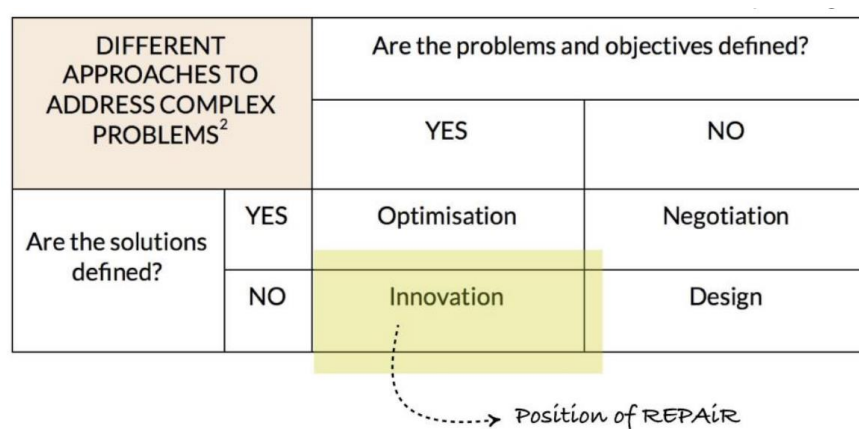 DIFFERENT
APPROACHES TO
ADDRESS COMPLEX
PROBLEMS²
Are the problems and objectives defined?
YES
NO
Are the solutions
defined?
YES
Optimisation
Negotiation
NO
Innovation
Design
Position of REPAiR